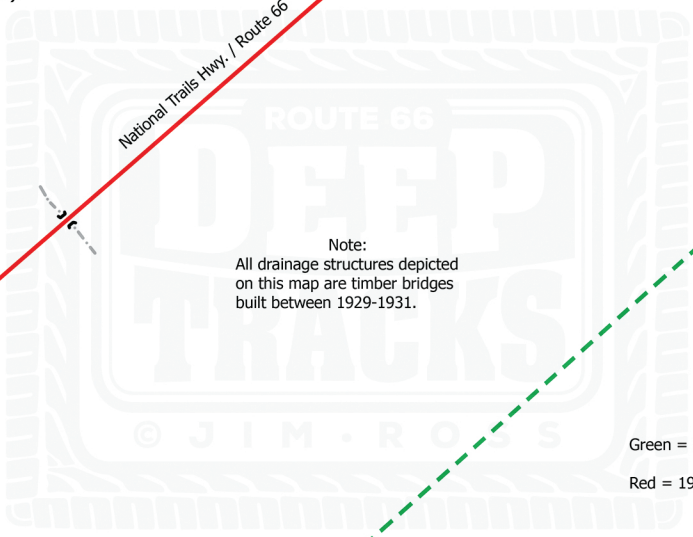 National Trails Hwy. / Route 66
ROUTE 66
DEEP
Note:
All drainage structures depicted
on this map are timber bridges
built between 1929-1931.
TRACKS
© JIM • ROSS
Green =
Red = 19